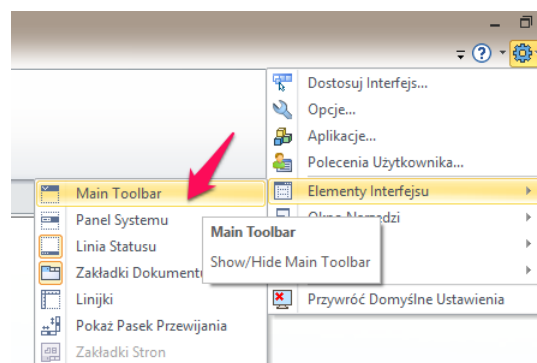 Dostosuj Interfejs...
Opcje...
Aplikacje...
Polecenia Użytkownika...
Elementy Interfejsu
Main Toolbar
Panel Systemu
Linia Statusu
Zakładki Dokumentu
Linijki
Pokaż Pasek Przewijania
Zakładki Stron
Main Toolbar
Show/Hide Main Toolbar
Przywróć Domyślne Ustawienia